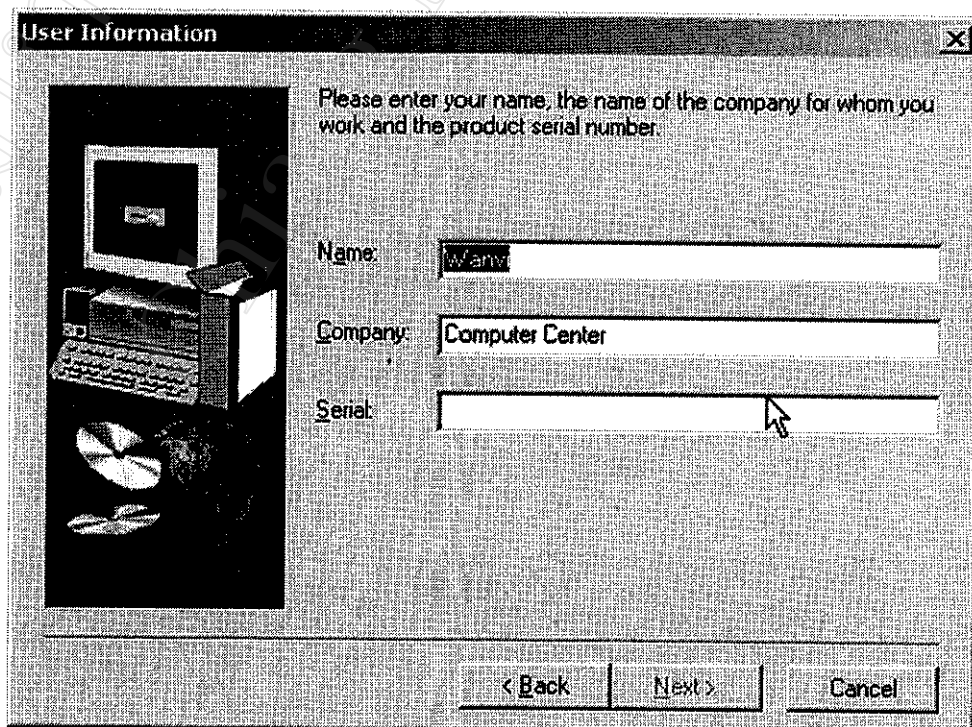 User Information
Please enter your name, the name of the company for whom you
work and the product serial number.
Name:
Company: Computer Center
Serial:
< Back Next > Cancel